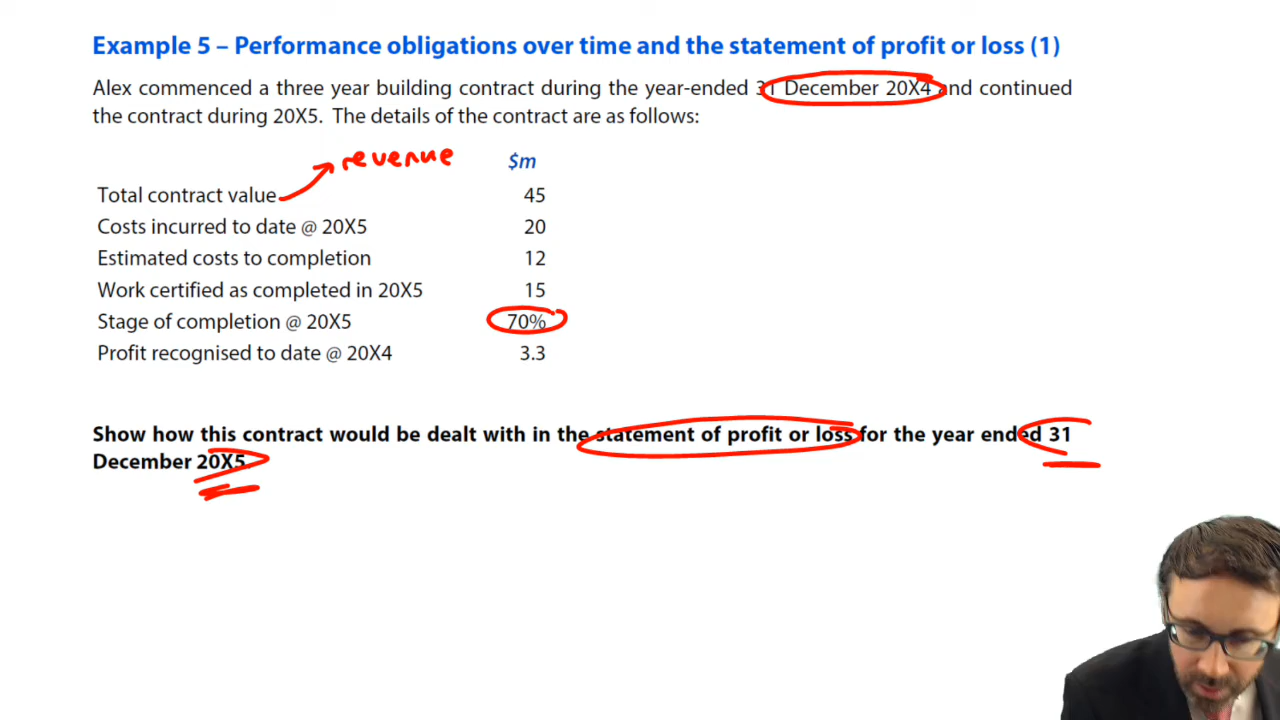 Example 5 – Performance obligations over time and the statement of profit or loss (1)
Alex commenced a three year building contract during the year-ended 31 December 20X4 and continued
the contract during 20X5. The details of the contract are as follows:
revenue
$m
Total contract value 45
Costs incurred to date @ 20X5 20
Estimated costs to completion 12
Work certified as completed in 20X5 15
Stage of completion @ 20X5 70%
Profit recognised to date @ 20X4 3.3
Show how this contract would be dealt with in the statement of profit or loss for the year ended 31
December 20X5.